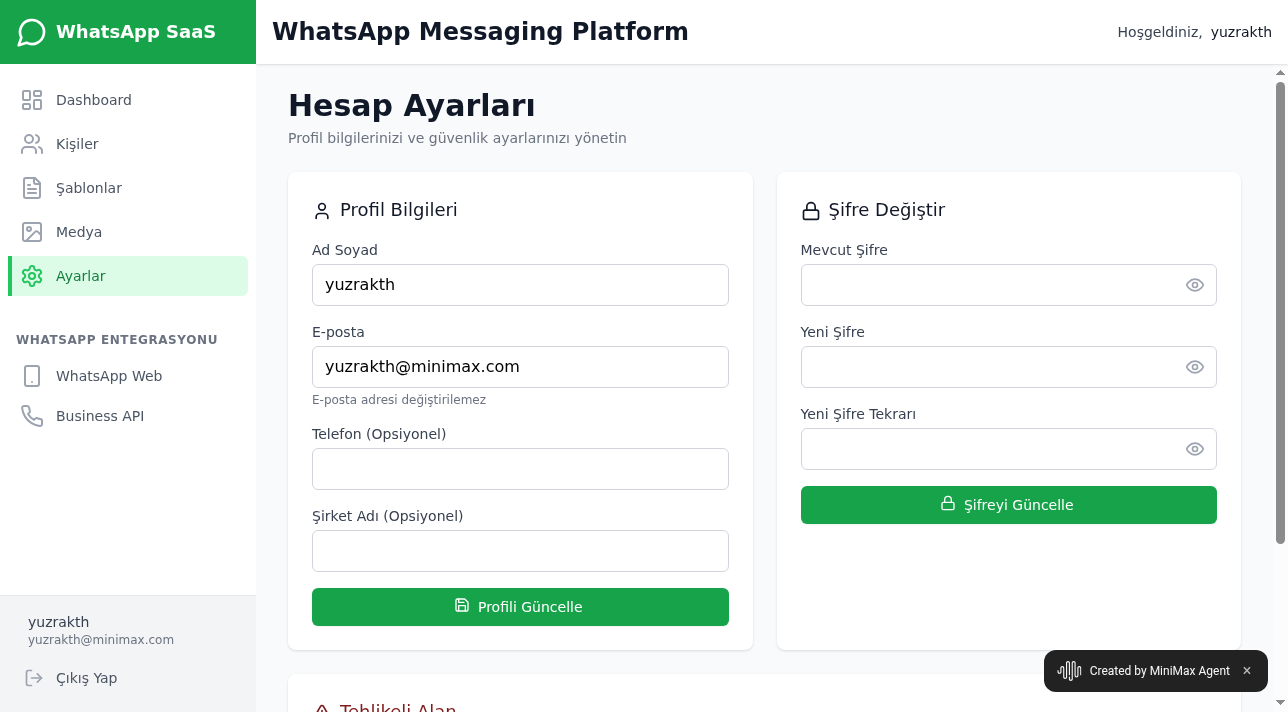 WhatsApp SaaS
WhatsApp Messaging Platform
Hoşgeldiniz, yuzrakth
Dashboard
Kişiler
Şablonlar
Medya
Ayarlar
WHATSAPP ENTEGRASYONU
WhatsApp Web
Business API
yuzrakth
yuzrakth@minimax.com
Çıkış Yap
Hesap Ayarları
Profil bilgilerinizi ve güvenlik ayarlarınızı yönetin
Profil Bilgileri
Ad Soyad
yuzrakth
E-posta
yuzrakth@minimax.com
E-posta adresi değiştirilemez
Telefon (Opsiyonel)
Şirket Adı (Opsiyonel)
Profili Güncelle
Şifre Değiştir
Mevcut Şifre
Yeni Şifre
Yeni Şifre Tekrarı
Şifreyi Güncelle
Tehlikeli Alan
Created by MiniMax Agent